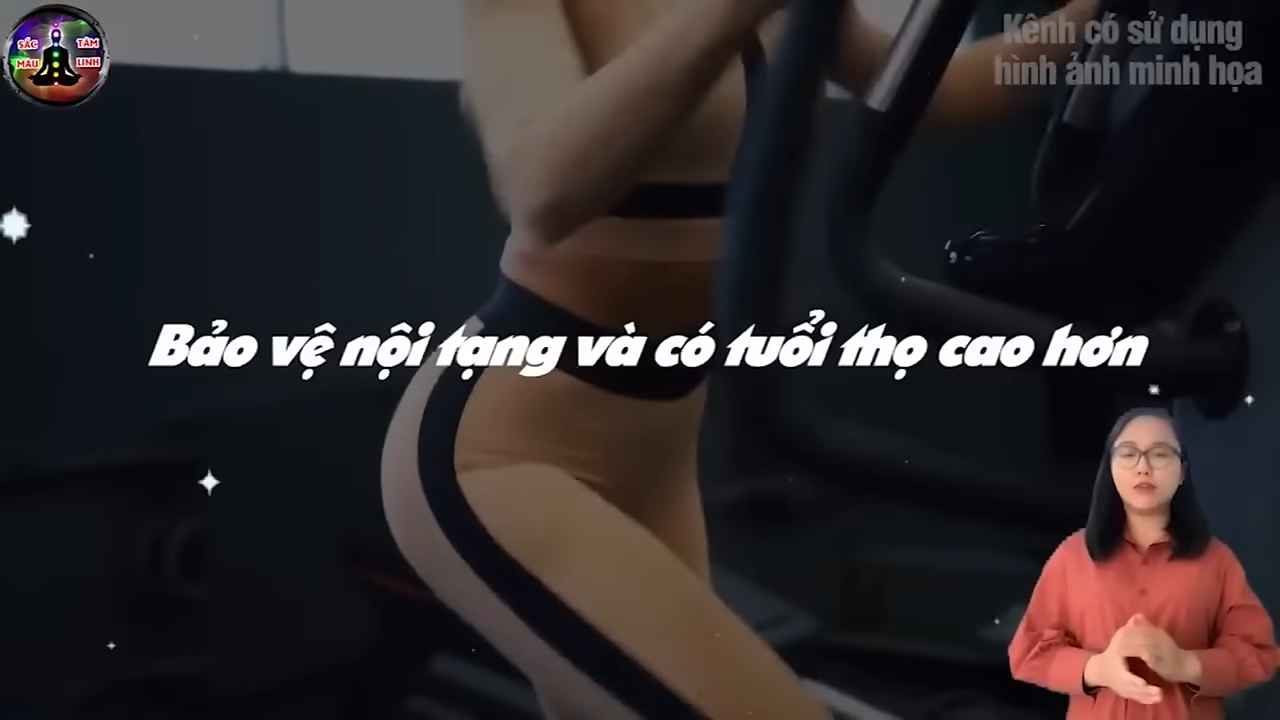 SẮC MÀU
TÂM LINH
Kênh có sử dụng
hình ảnh minh họa
Bảo vệ nội tạng và có tuổi thọ cao hơn